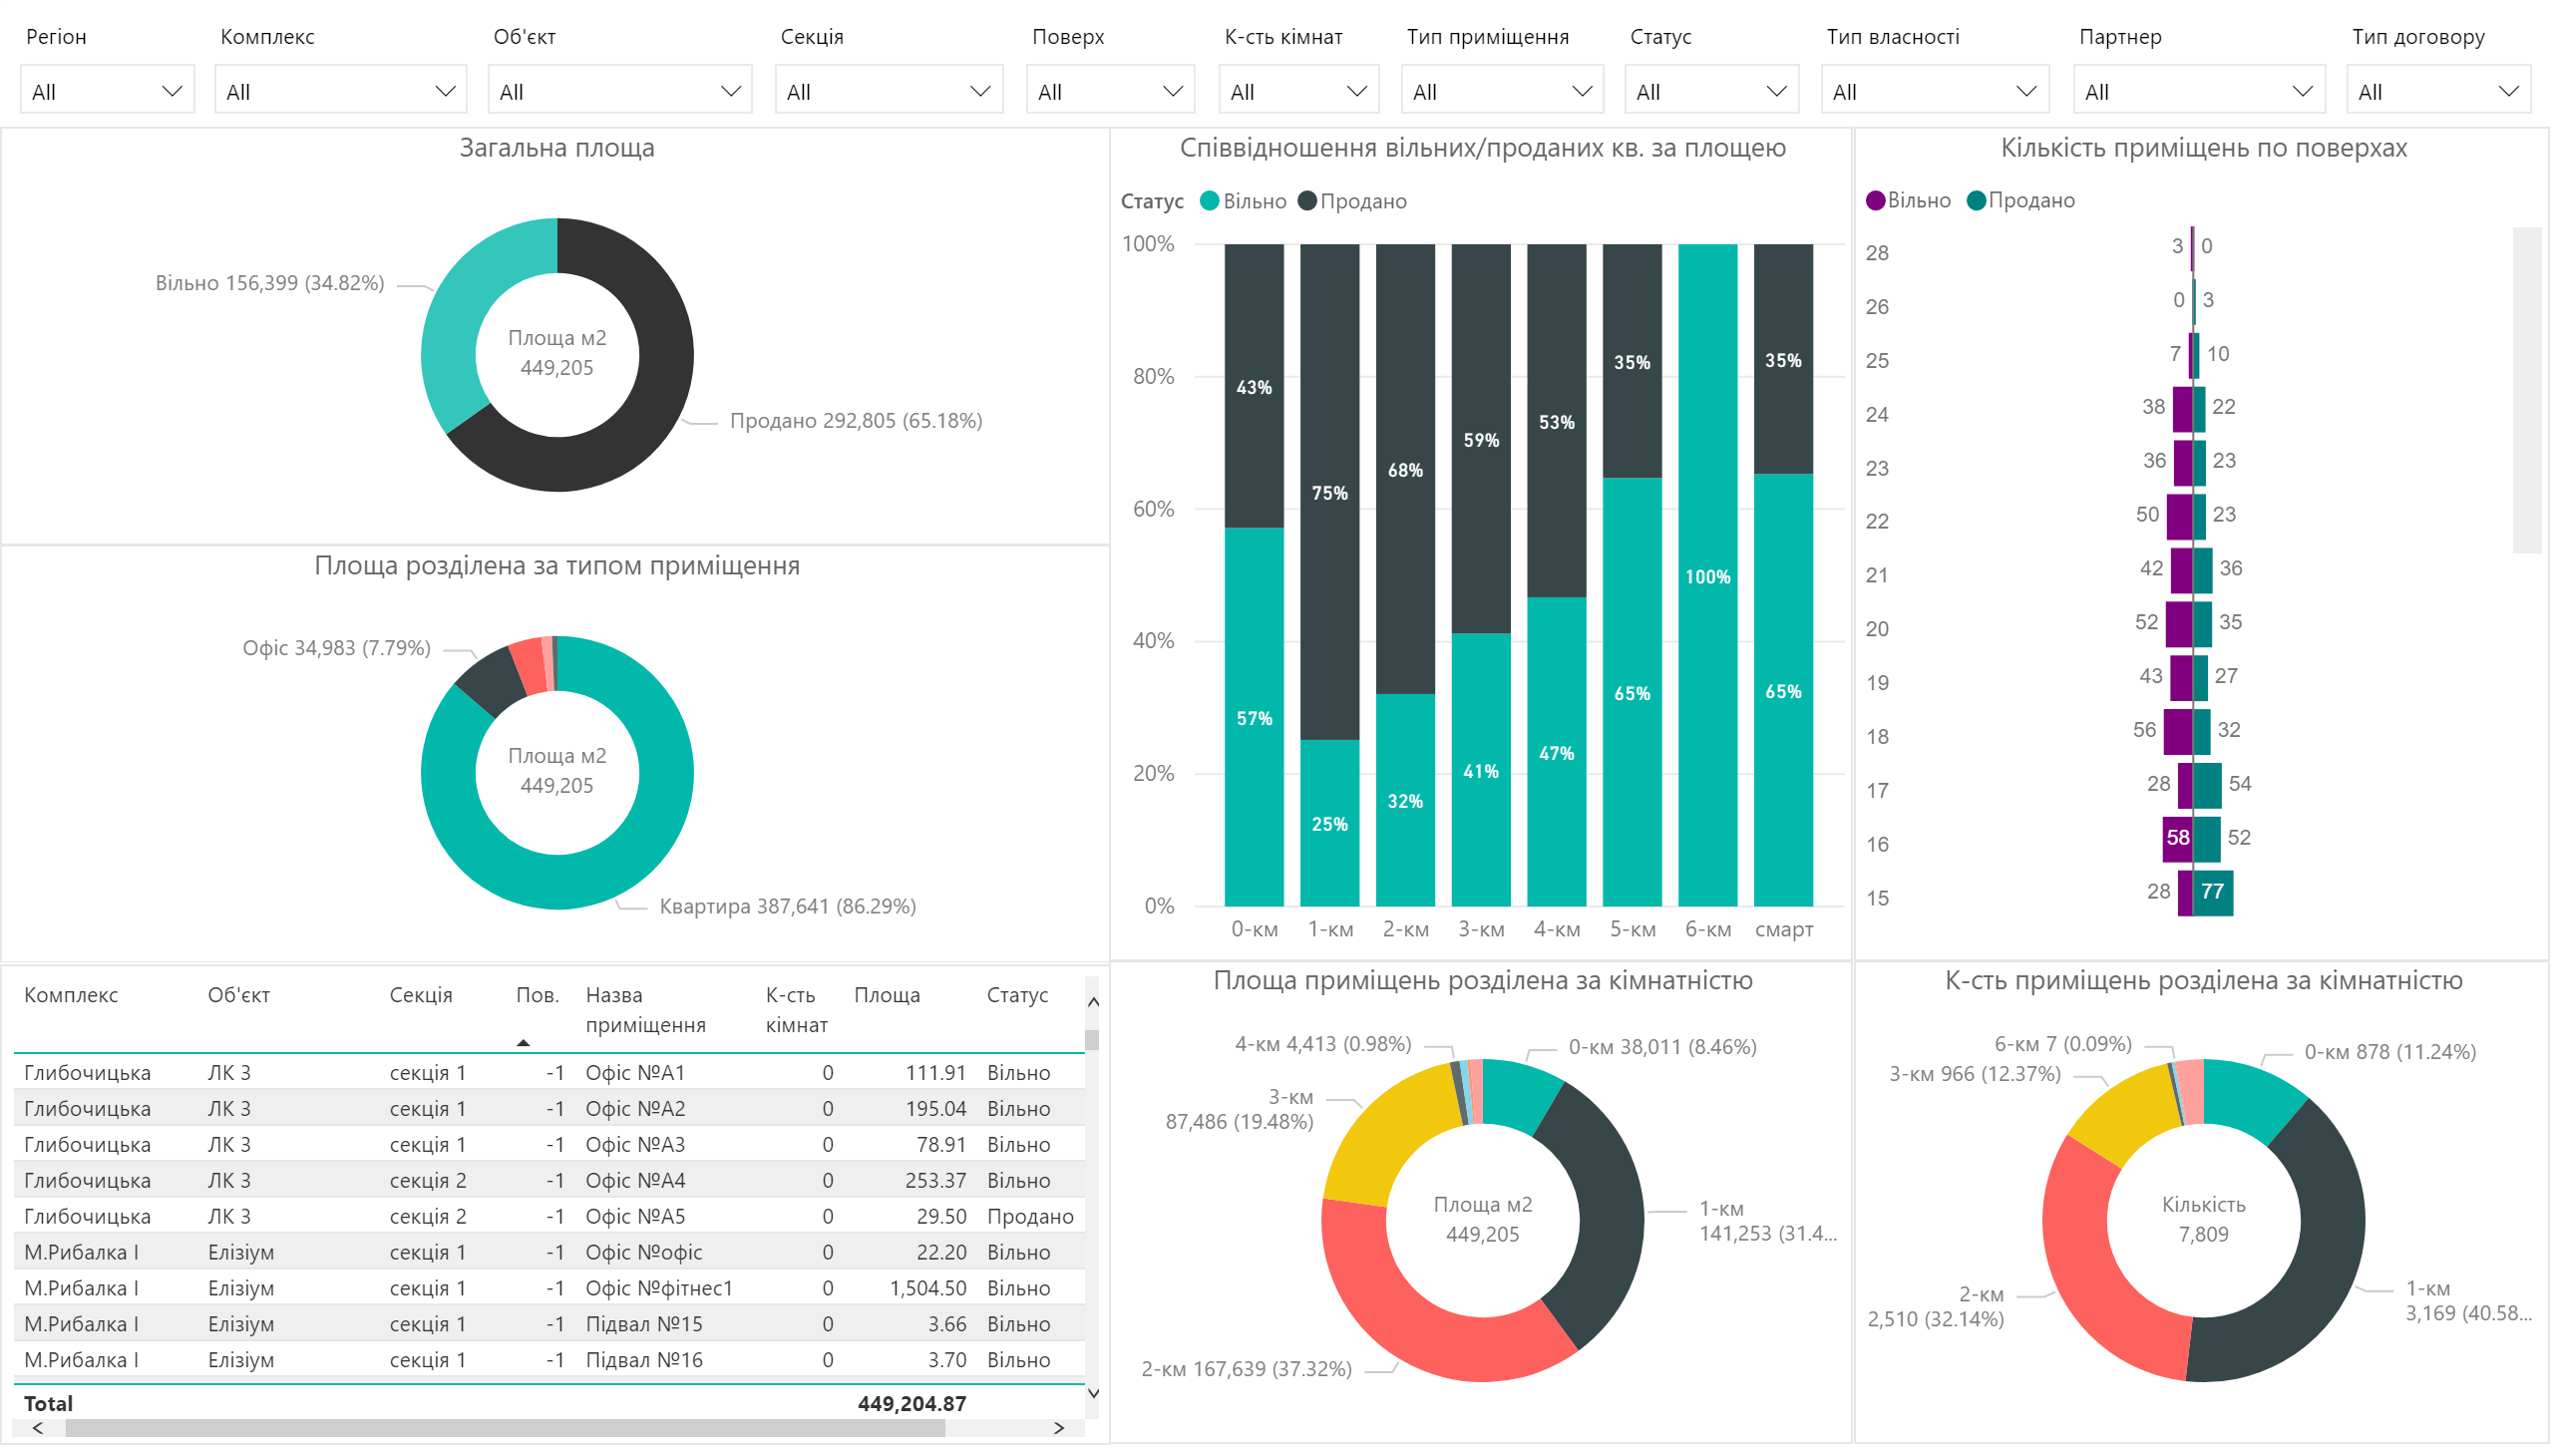 Регіон
Комплекс
Об'єкт
Секція
Поверх
К-сть кімнат
Тип приміщення
Статус
Тип власності
Партнер
Тип договору
All
All
All
All
All
All
All
All
All
All
All
Загальна площа
Вільно 156,399 (34.82%)
Площа м2
449,205
Продано 292,805 (65.18%)
Площа розділена за типом приміщення
Офіс 34,983 (7.79%)
Площа м2
449,205
Квартира 387,641 (86.29%)
Співвідношення вільних/проданих кв. за площею
Статус Вільно Продано
100%
80%
60%
40%
20%
0%
43%
57%
75%
25%
68%
32%
59%
41%
53%
47%
35%
65%
100%
35%
65%
0-км 1-км 2-км 3-км 4-км 5-км 6-км смарт
Кількість приміщень по поверхах
Вільно Продано
28 3 0
26 0 3
25 7 10
24 38 22
23 36 23
22 50 23
21 42 36
20 52 35
19 43 27
18 56 32
17 28 54
16 58 52
15 28 77
Комплекс Об'єкт Секція Пов. Назва приміщення К-сть кімнат Площа Статус
Глибочицька ЛК 3 секція 1 -1 Офіс №А1 0 111.91 Вільно
Глибочицька ЛК 3 секція 1 -1 Офіс №А2 0 195.04 Вільно
Глибочицька ЛК 3 секція 1 -1 Офіс №А3 0 78.91 Вільно
Глибочицька ЛК 3 секція 2 -1 Офіс №А4 0 253.37 Вільно
Глибочицька ЛК 3 секція 2 -1 Офіс №А5 0 29.50 Продано
М.Рибалка І Елізіум секція 1 -1 Офіс №офіс 0 22.20 Вільно
М.Рибалка І Елізіум секція 1 -1 Офіс №фітнес1 0 1,504.50 Вільно
М.Рибалка І Елізіум секція 1 -1 Підвал №15 0 3.66 Вільно
М.Рибалка І Елізіум секція 1 -1 Підвал №16 0 3.70 Вільно
Total 449,204.87
Площа приміщень розділена за кімнатністю
4-км 4,413 (0.98%)
0-км 38,011 (8.46%)
3-км
87,486 (19.48%)
Площа м2
449,205
1-км
141,253 (31.4...
2-км 167,639 (37.32%)
К-сть приміщень розділена за кімнатністю
6-км 7 (0.09%)
0-км 878 (11.24%)
3-км 966 (12.37%)
Кількість
7,809
2-км
2,510 (32.14%)
1-км
3,169 (40.58...